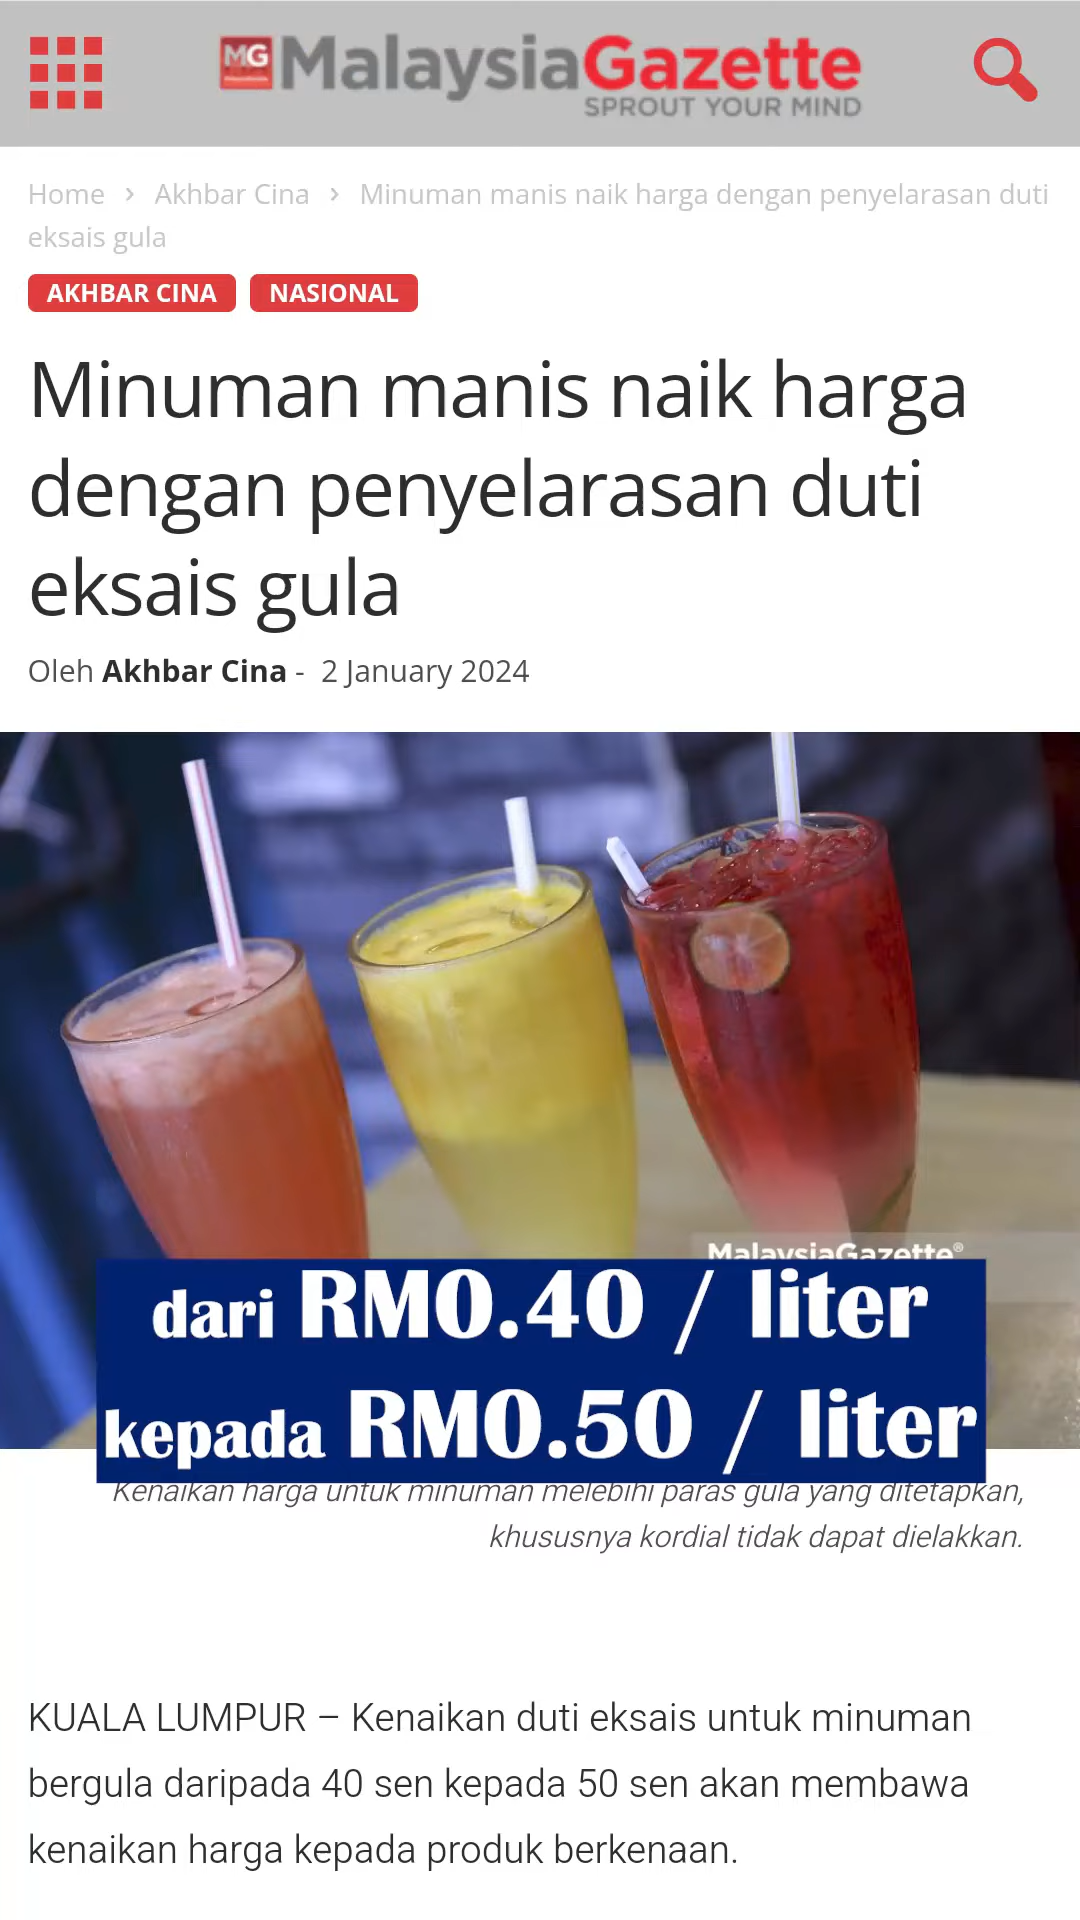 MG MalaysiaGazette
SPROUT YOUR MIND
Home › Akhbar Cina › Minuman manis naik harga dengan penyelarasan duti
eksais gula
AKHBAR CINA NASIONAL
Minuman manis naik harga
dengan penyelarasan duti
eksais gula
Oleh Akhbar Cina - 2 January 2024
MalaysiaGazette®
dari RM0.40 / liter
kepada RM0.50 / liter
Kenaikan harga untuk minuman melebihi paras gula yang ditetapkan,
khususnya kordial tidak dapat dielakkan.
KUALA LUMPUR – Kenaikan duti eksais untuk minuman
bergula daripada 40 sen kepada 50 sen akan membawa
kenaikan harga kepada produk berkenaan.